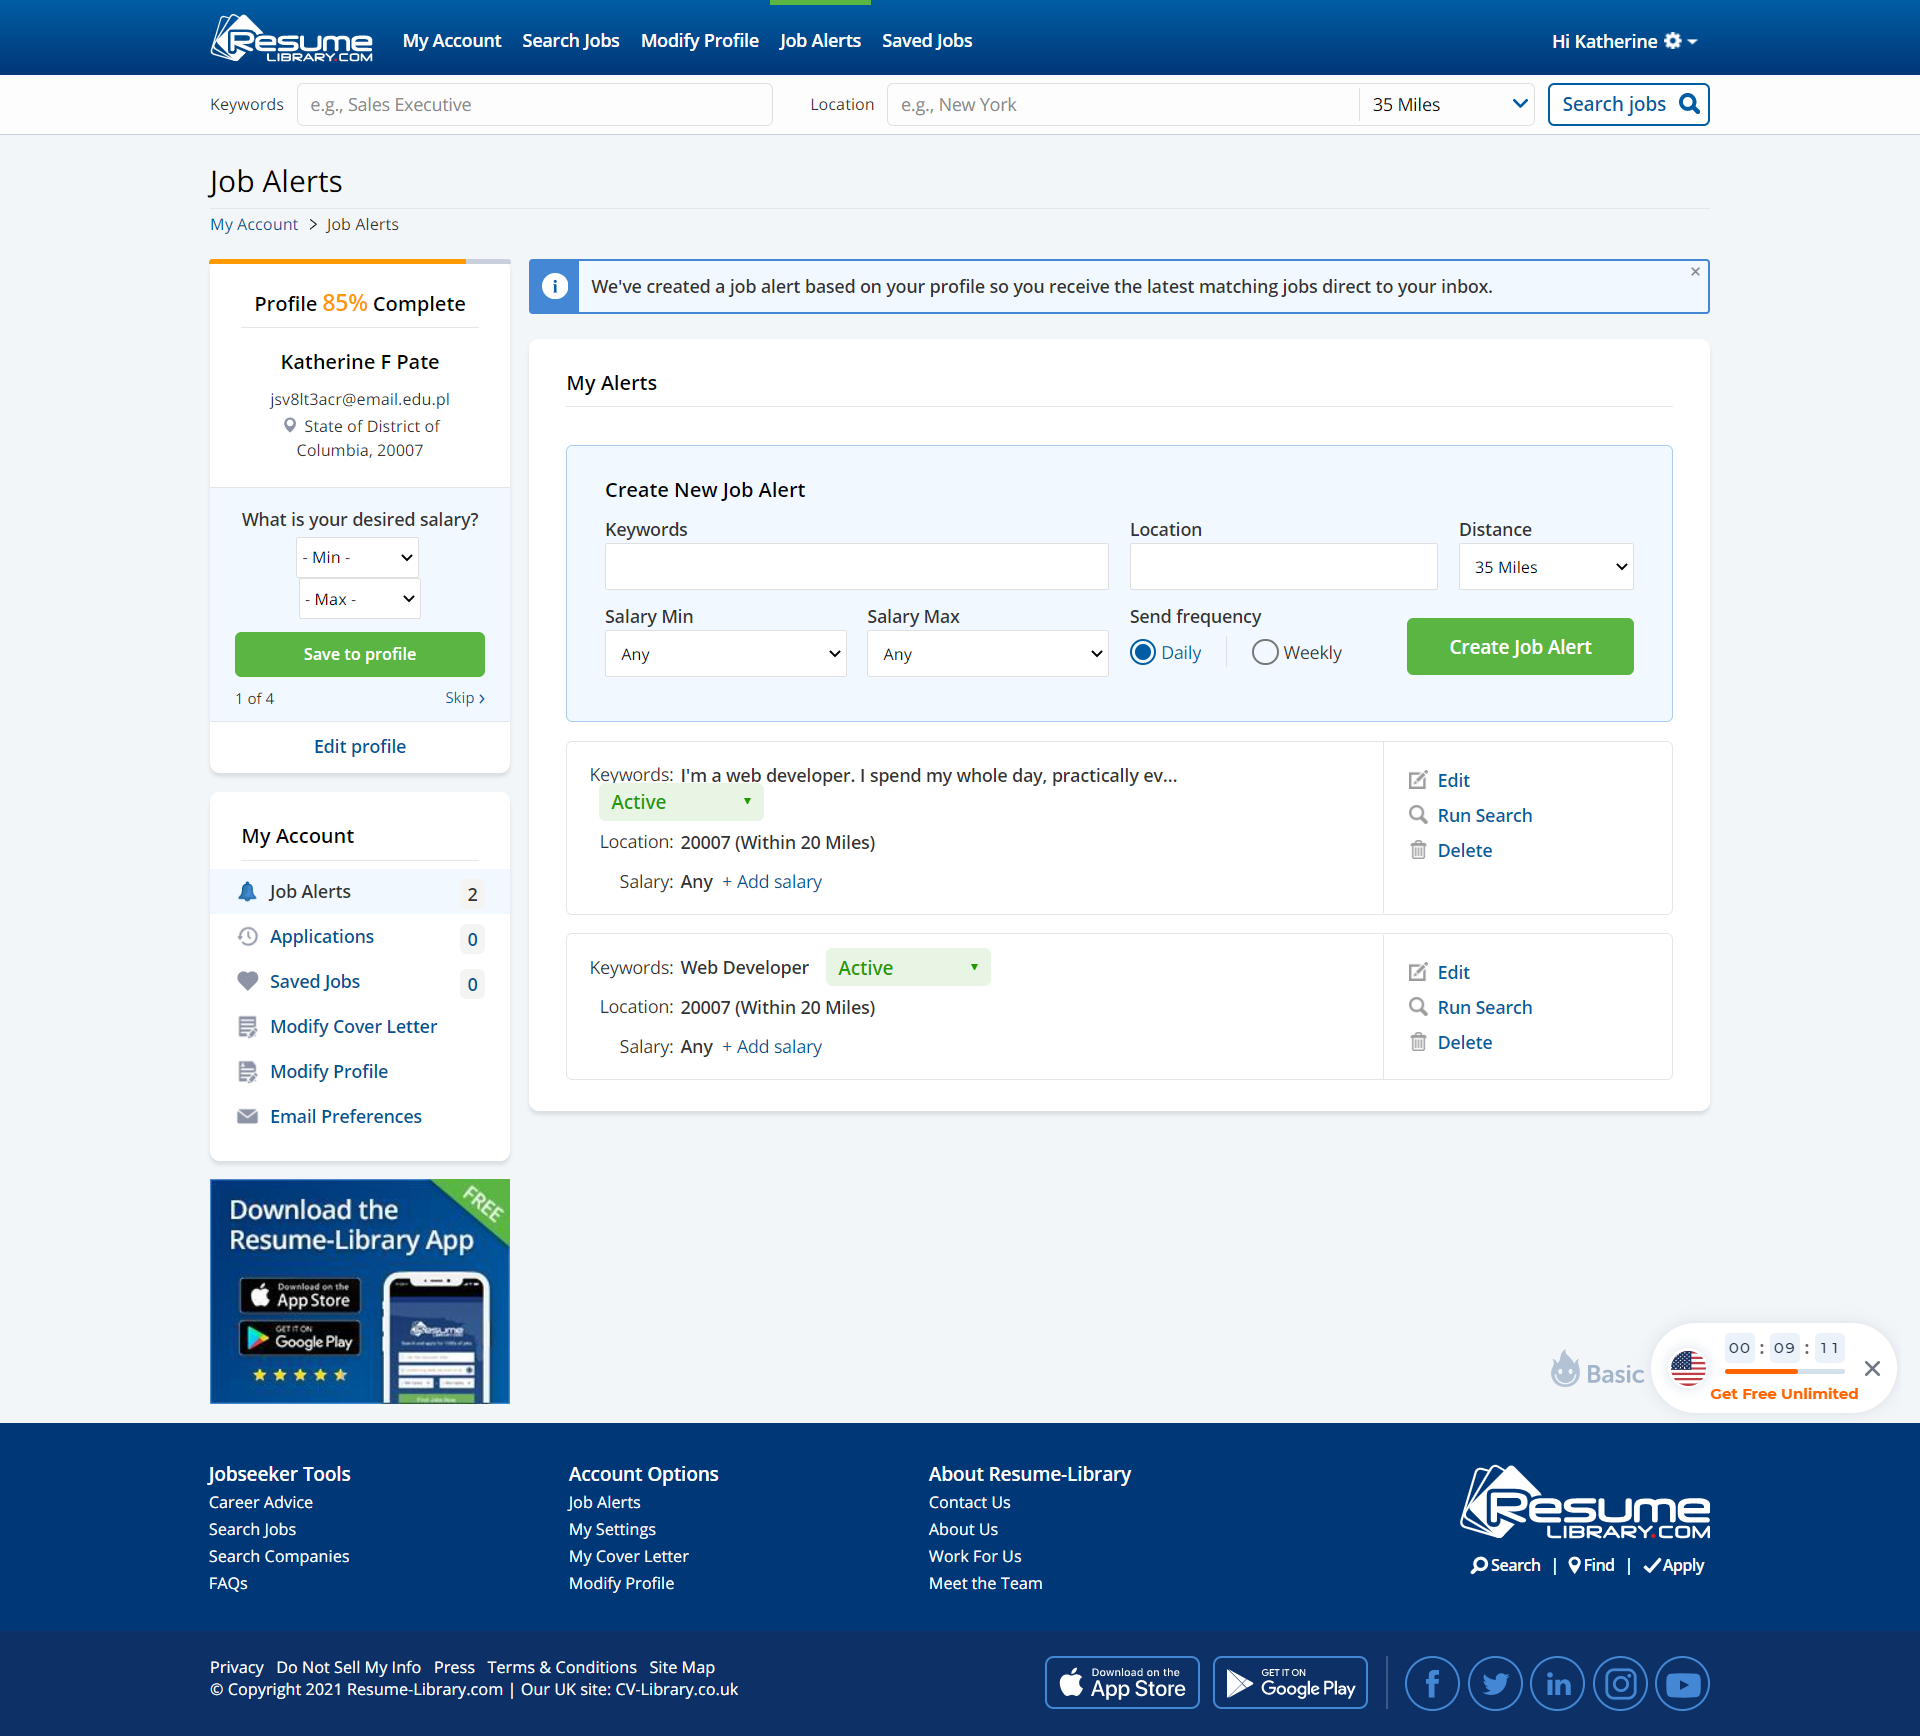 Resume
LIBRARY.COM
My Account Search Jobs Modify Profile Job Alerts Saved Jobs
Hi Katherine
Keywords e.g., Sales Executive Location e.g., New York 35 Miles Search jobs
Job Alerts
My Account > Job Alerts
Profile 85% Complete
Katherine F Pate
jsv8lt3acr@email.edu.pl
State of District of
Columbia, 20007
What is your desired salary?
- Min -
- Max -
Save to profile
1 of 4 Skip ›
Edit profile
My Account
Job Alerts 2
Applications 0
Saved Jobs 0
Modify Cover Letter
Modify Profile
Email Preferences
FREE
Download the
Resume-Library App
Download on the
App Store
GET IT ON
Google Play
Resume
We've created a job alert based on your profile so you receive the latest matching jobs direct to your inbox.
My Alerts
Create New Job Alert
Keywords Location Distance
35 Miles
Salary Min Salary Max Send frequency
Any Any Daily Weekly Create Job Alert
Keywords: I'm a web developer. I spend my whole day, practically ev...
Active
Location: 20007 (Within 20 Miles)
Salary: Any + Add salary
Edit
Run Search
Delete
Keywords: Web Developer Active
Location: 20007 (Within 20 Miles)
Salary: Any + Add salary
Edit
Run Search
Delete
Basic
00 : 09 : 11
Get Free Unlimited
Jobseeker Tools
Career Advice
Search Jobs
Search Companies
FAQs
Account Options
Job Alerts
My Settings
My Cover Letter
Modify Profile
About Resume-Library
Contact Us
About Us
Work For Us
Meet the Team
Resume
LIBRARY.COM
Search | Find | Apply
Privacy Do Not Sell My Info Press Terms & Conditions Site Map
© Copyright 2021 Resume-Library.com | Our UK site: CV-Library.co.uk
Download on the
App Store
GET IT ON
Google Play